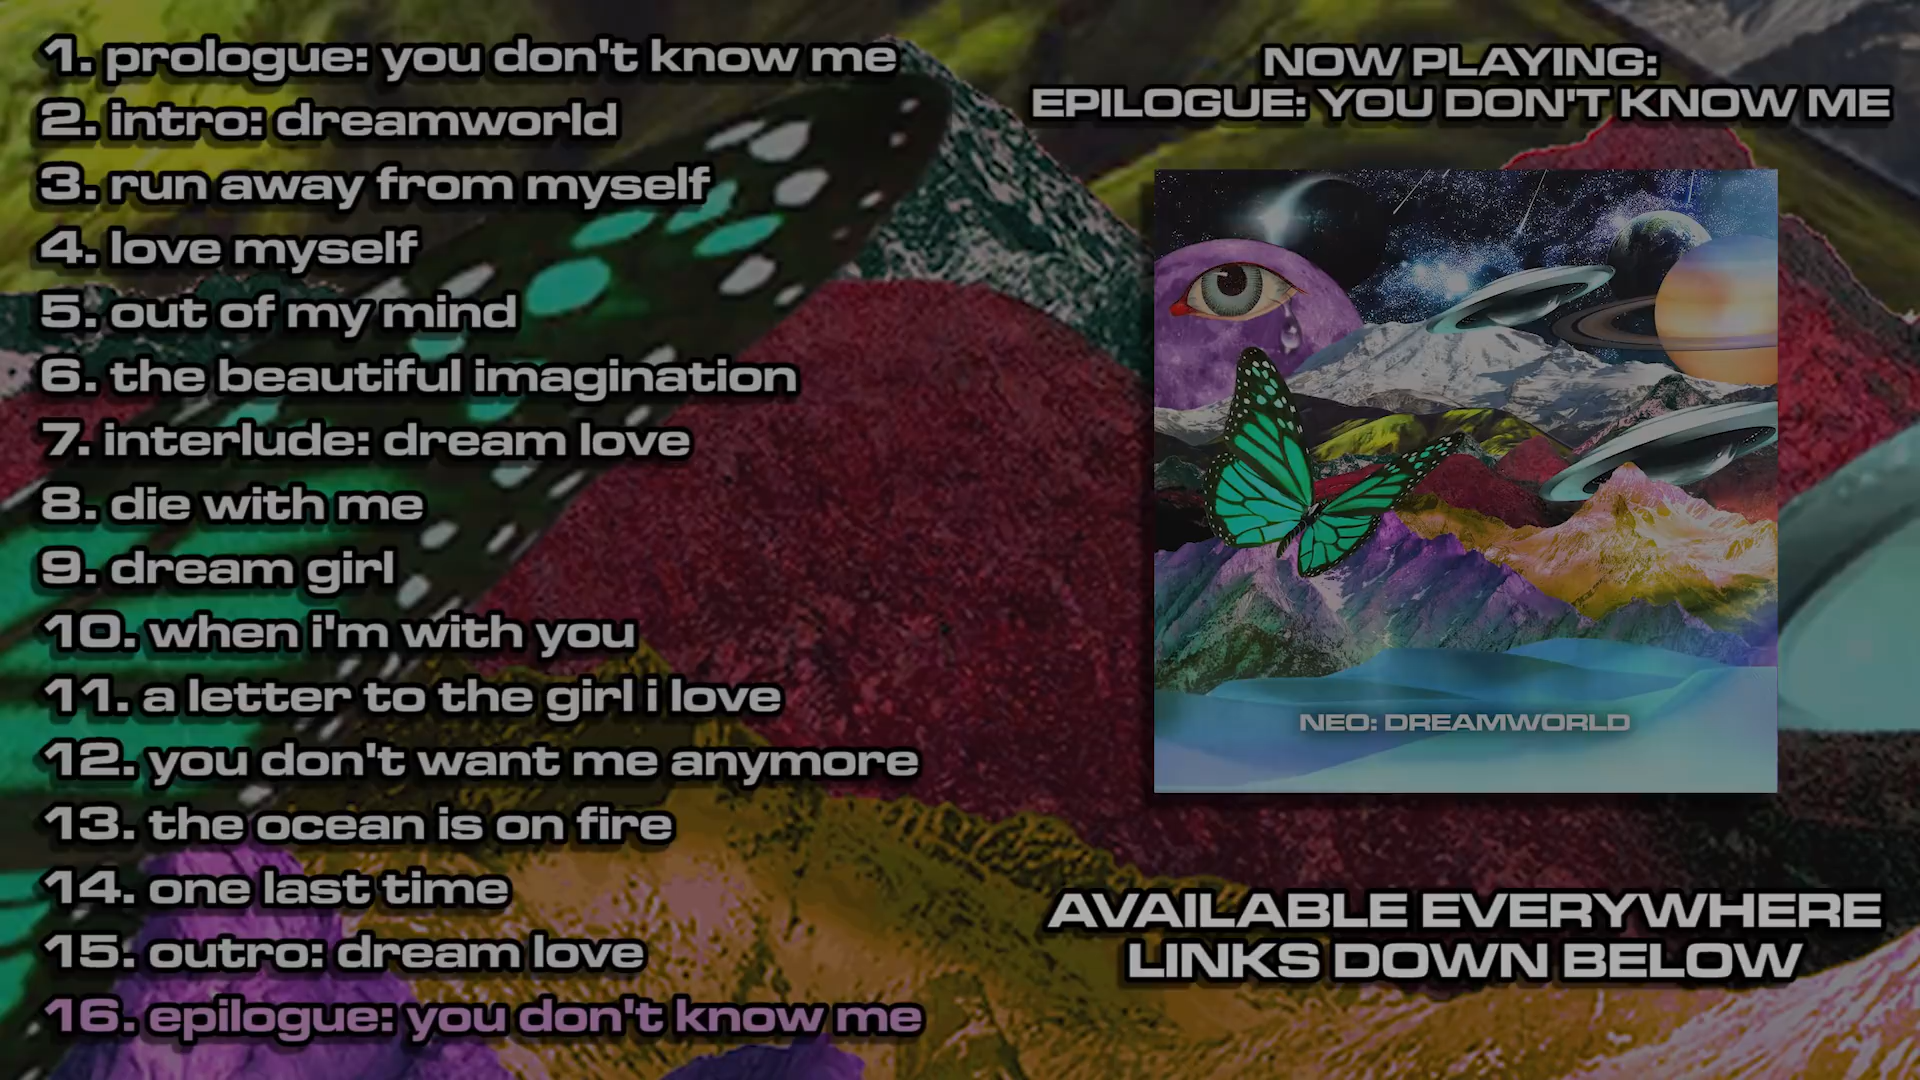 1. prologue: you don't know me
2. intro: dreamworld
3. run away from myself
4. love myself
5. out of my mind
6. the beautiful imagination
7. interlude: dream love
8. die with me
9. dream girl
10. when i'm with you
11. a letter to the girl i love
12. you don't want me anymore
13. the ocean is on fire
14. one last time
15. outro: dream love
16. epilogue: you don't know me
NOW PLAYING:
EPILOGUE: YOU DON'T KNOW ME
NEO: DREAMWORLD
AVAILABLE EVERYWHERE
LINKS DOWN BELOW